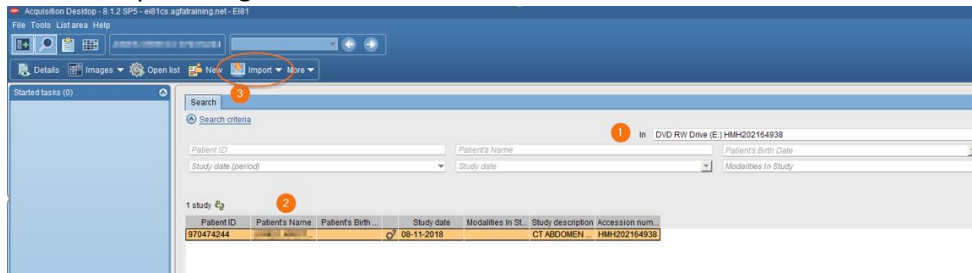 Acquisition Desktop - 8.1.2 SP5 - ei81cs.agfatraining.net - EI81
File Tools List area Help
Details Images Open list New Import More
Started tasks (0)
3
Search
Search criteria
1 In DVD RW Drive (E:) HMH202164938
Patient ID Patient's Name Patient's Birth Date
Study date (period) Study date Modalities In Study
1 study 2
Patient ID Patient's Name Patient's Birth ... Study date Modalities In St... Study description Accession num...
970474244 08-11-2018 CT ABDOMEN ... HMH202164938